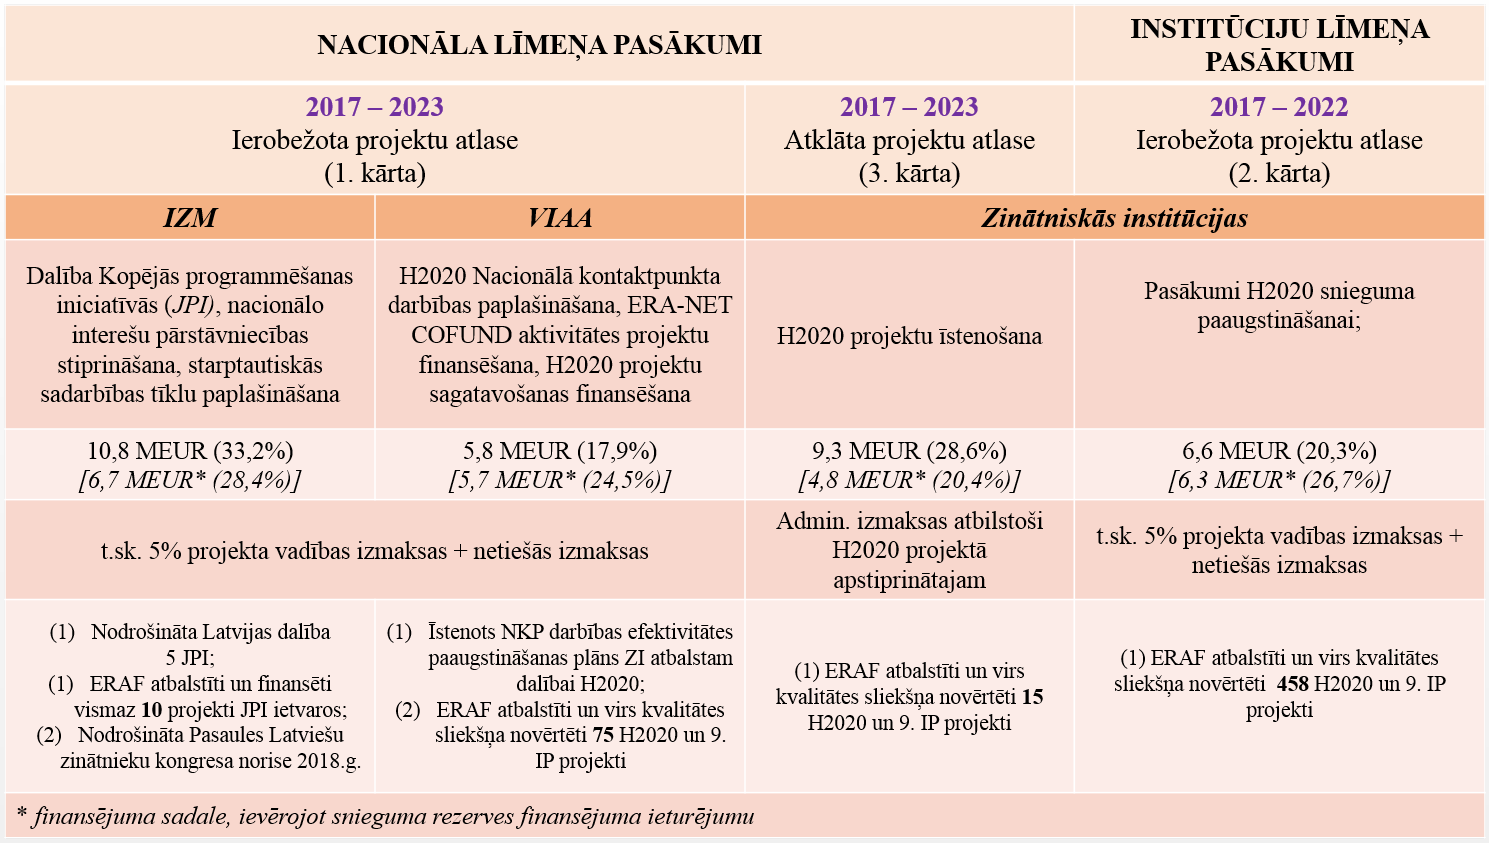 NACIONĀLA LĪMEŅA PASĀKUMI
INSTITŪCIJU LĪMEŅA
PASĀKUMI
2017 – 2023
Ierobežota projektu atlase
(1. kārta)
2017 – 2023
Atklāta projektu atlase
(3. kārta)
2017 – 2022
Ierobežota projektu atlase
(2. kārta)
IZM
VIAA
Zinātniskās institūcijas
Dalība Kopējās programmēšanas
iniciatīvās (JPI), nacionālo
interešu pārstāvniecības
stiprināšana, starptautiskās
sadarbības tīklu paplašināšana
H2020 Nacionālā kontaktpunkta
darbības paplašināšana, ERA-NET
COFUND aktivitātes projektu
finansēšana, H2020 projektu
sagatavošanas finansēšana
H2020 projektu īstenošana
Pasākumi H2020 snieguma
paaugstināšanai;
10,8 MEUR (33,2%)
[6,7 MEUR* (28,4%)]
5,8 MEUR (17,9%)
[5,7 MEUR* (24,5%)]
9,3 MEUR (28,6%)
[4,8 MEUR* (20,4%)]
6,6 MEUR (20,3%)
[6,3 MEUR* (26,7%)]
t.sk. 5% projekta vadības izmaksas + netiešās izmaksas
Admin. izmaksas atbilstoši
H2020 projektā
apstiprinātajam
t.sk. 5% projekta vadības izmaksas +
netiešās izmaksas
(1) Nodrošināta Latvijas dalība
5 JPI;
(1) ERAF atbalstīti un finansēti
vismaz 10 projekti JPI ietvaros;
(2) Nodrošināta Pasaules Latviešu
zinātnieku kongresa norise 2018.g.
(1) Īstenots NKP darbības efektivitātes
paaugstināšanas plāns ZI atbalstam
dalībai H2020;
(2) ERAF atbalstīti un virs kvalitātes
sliekšņa novērtēti 75 H2020 un 9.
IP projekti
(1) ERAF atbalstīti un virs
kvalitātes sliekšņa novērtēti 15
H2020 un 9. IP projekti
(1) ERAF atbalstīti un virs kvalitātes
sliekšņa novērtēti 458 H2020 un 9. IP
projekti
* finansējuma sadale, ievērojot snieguma rezerves finansējuma ieturējumu